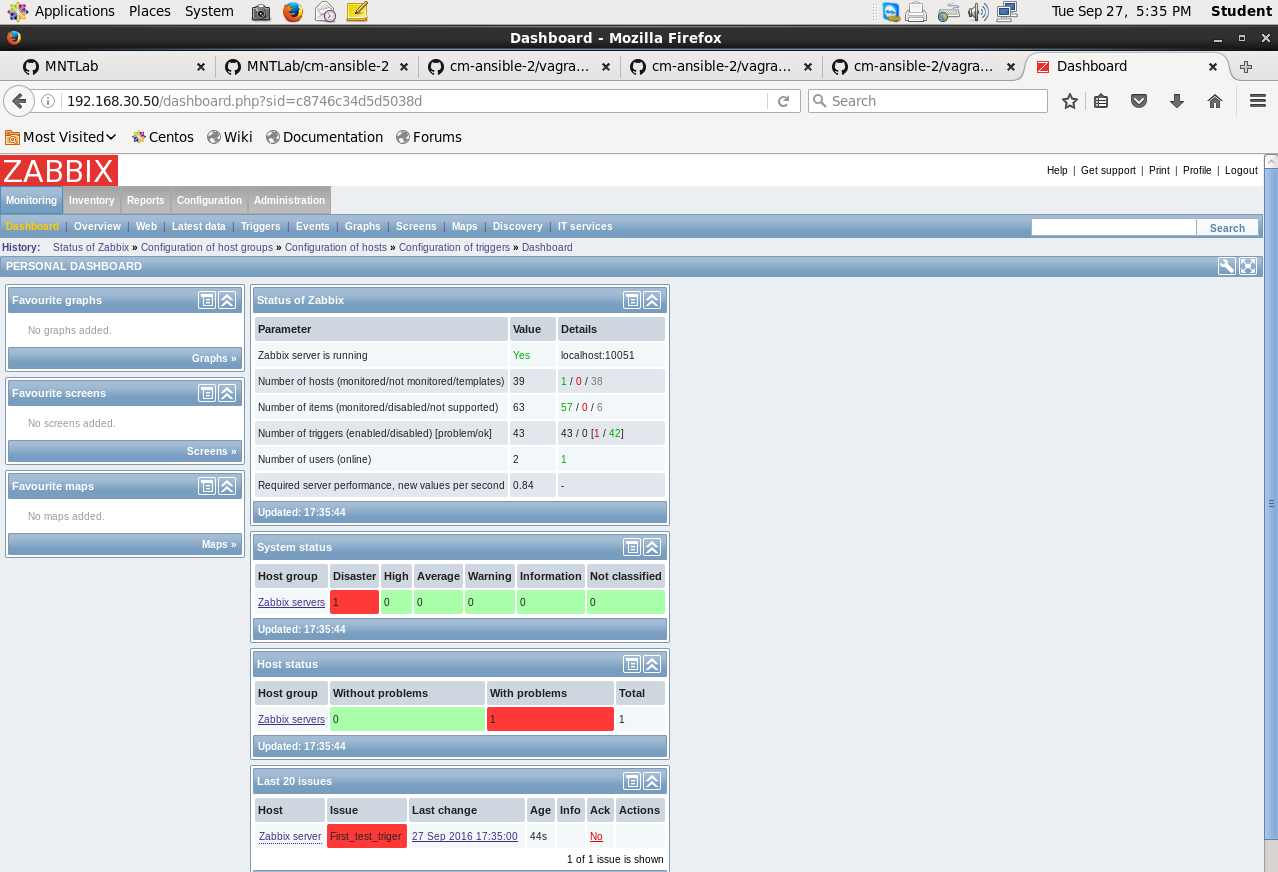 Applications Places System Tue Sep 27, 5:35 PM Student
Dashboard - Mozilla Firefox
MNTLab MNTLab/cm-ansible-2 cm-ansible-2/vagra... cm-ansible-2/vagra... cm-ansible-2/vagra... Dashboard
192.168.30.50/dashboard.php?sid=c8746c34d5d5038d Search
Most Visited Centos Wiki Documentation Forums
ZABBIX
Help | Get support | Print | Profile | Logout
Monitoring Inventory Reports Configuration Administration
Dashboard | Overview | Web | Latest data | Triggers | Events | Graphs | Screens | Maps | Discovery | IT services Search
History: Status of Zabbix » Configuration of host groups » Configuration of hosts » Configuration of triggers » Dashboard
PERSONAL DASHBOARD
Favourite graphs
No graphs added.
Graphs »
Favourite screens
No screens added.
Screens »
Favourite maps
No maps added.
Maps »
Status of Zabbix
Parameter Value Details
Zabbix server is running Yes localhost:10051
Number of hosts (monitored/not monitored/templates) 39 1 / 0 / 38
Number of items (monitored/disabled/not supported) 63 57 / 0 / 6
Number of triggers (enabled/disabled) [problem/ok] 43 43 / 0 [1 / 42]
Number of users (online) 2 1
Required server performance, new values per second 0.84 -
Updated: 17:35:44
System status
Host group Disaster High Average Warning Information Not classified
Zabbix servers 1 0 0 0 0 0
Updated: 17:35:44
Host status
Host group Without problems With problems Total
Zabbix servers 0 1 1
Updated: 17:35:44
Last 20 issues
Host Issue Last change Age Info Ack Actions
Zabbix server First_test_triger 27 Sep 2016 17:35:00 44s No
1 of 1 issue is shown